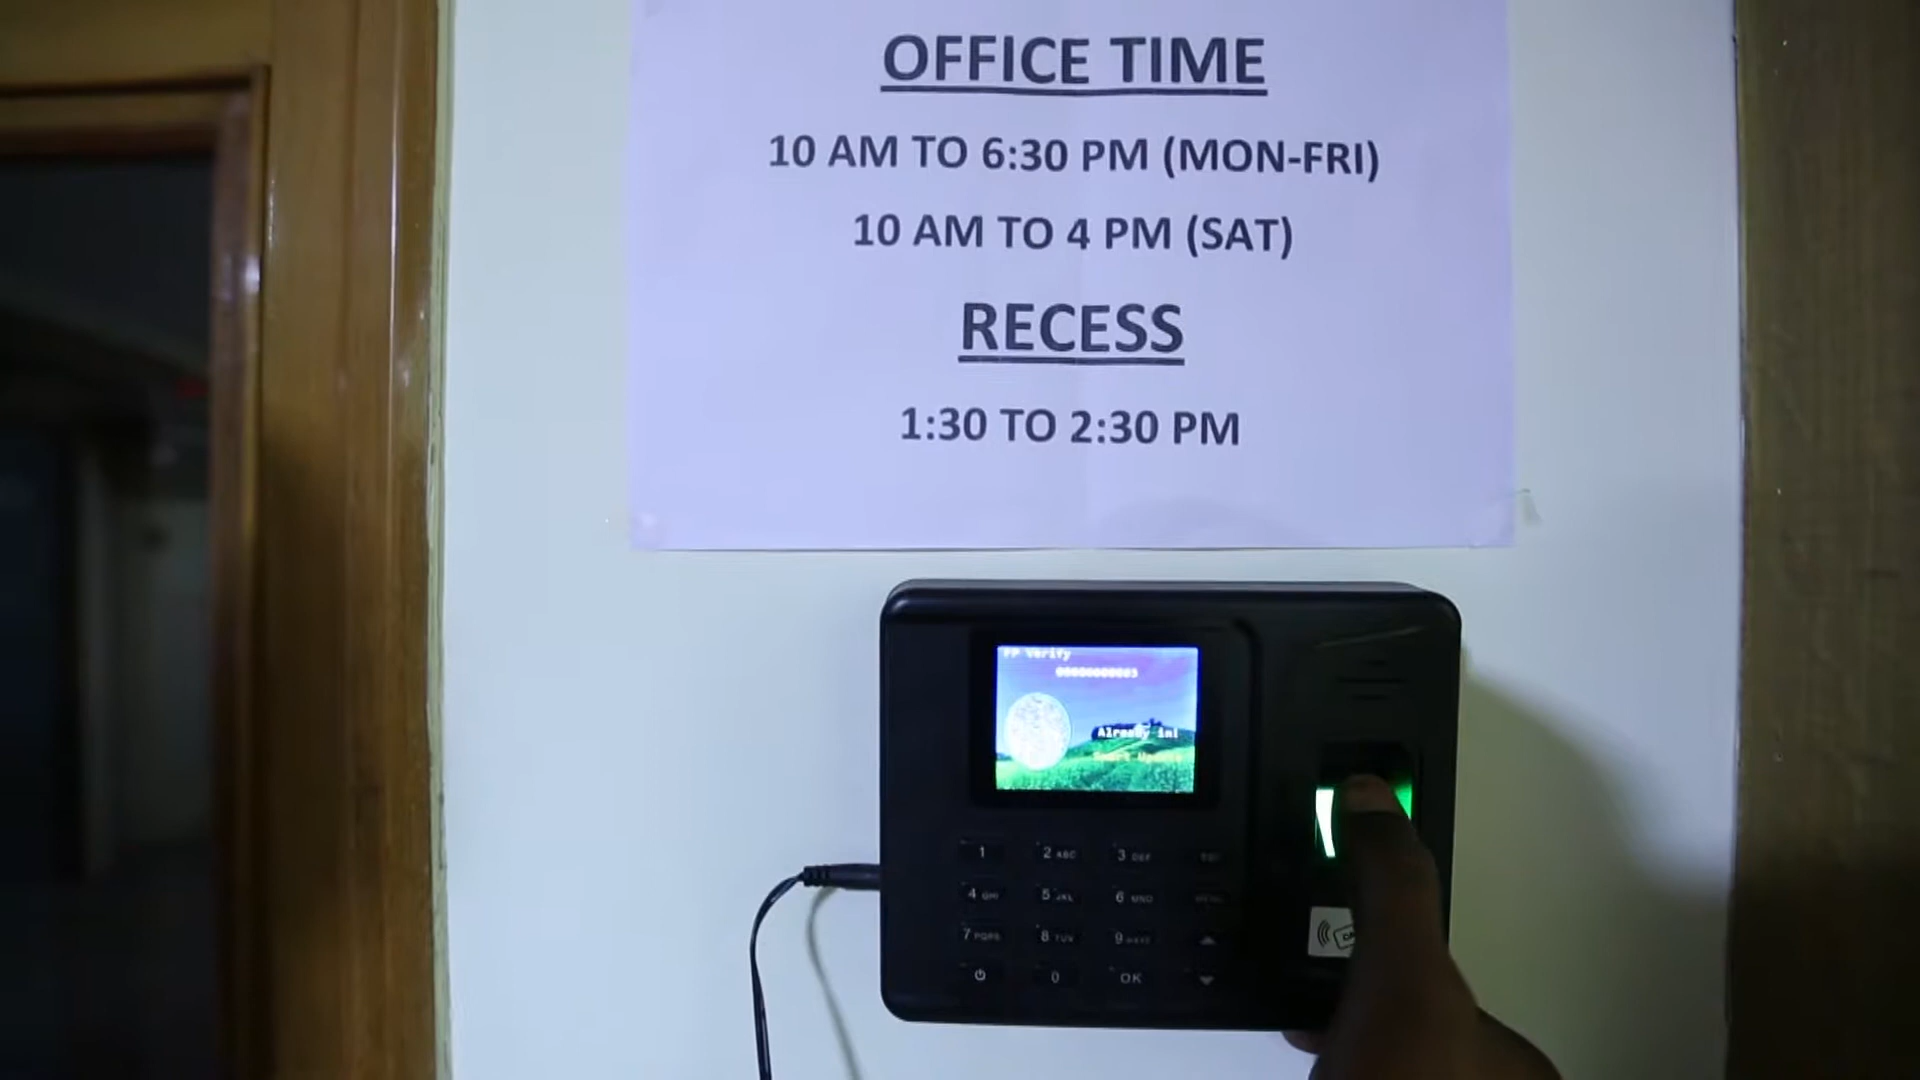 OFFICE TIME
10 AM TO 6:30 PM (MON-FRI)
10 AM TO 4 PM (SAT)
RECESS
1:30 TO 2:30 PM
FP Verify
Already in!
1 2 ABC 3 DEF
4 GHI 5 JKL 6 MNO MENU
7 PQRS 8 TUV 9 WXYZ
0 OK